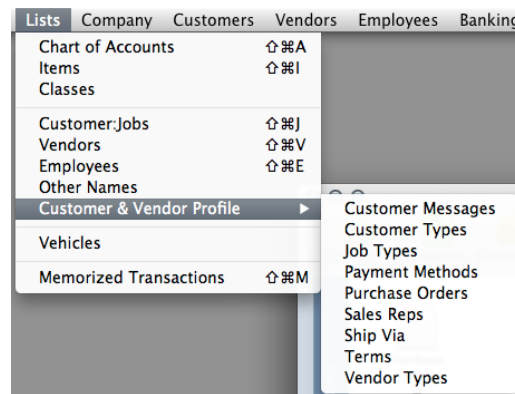 Lists Company Customers Vendors Employees Banking
Chart of Accounts ⇧⌘A
Items ⇧⌘I
Classes
Customer:Jobs ⇧⌘J
Vendors ⇧⌘V
Employees ⇧⌘E
Other Names
Customer & Vendor Profile ▶
Vehicles
Memorized Transactions ⇧⌘M
Customer Messages
Customer Types
Job Types
Payment Methods
Purchase Orders
Sales Reps
Ship Via
Terms
Vendor Types